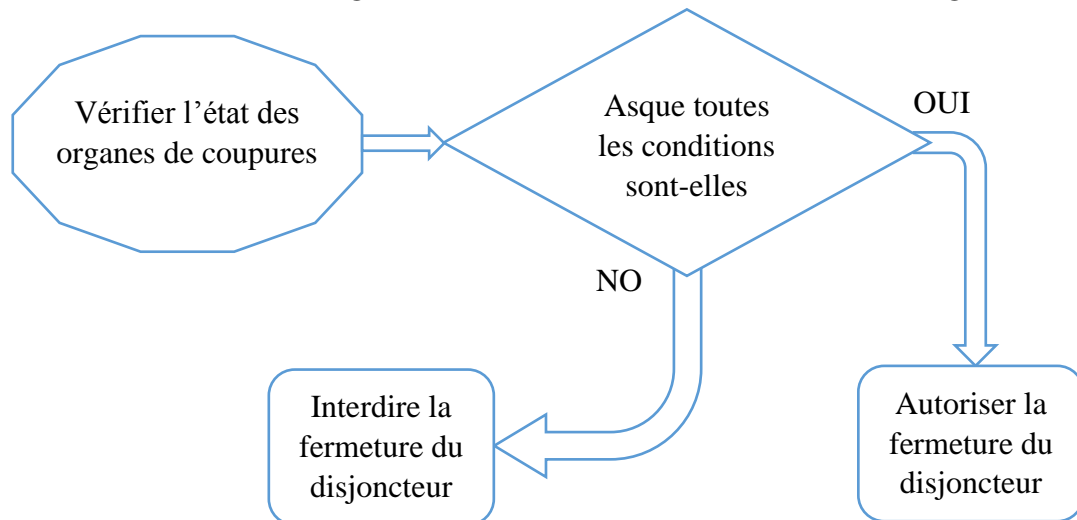 Vérifier l’état des
organes de coupures
Asque toutes
les conditions
sont-elles
OUI
NO
Interdire la
fermeture du
disjoncteur
Autoriser la
fermeture du
disjoncteur